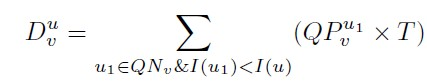 D_v^u = \sum_{u_1 \in QN_v \& I(u_1) < I(u)} (QP_v^{u_1} \times T)